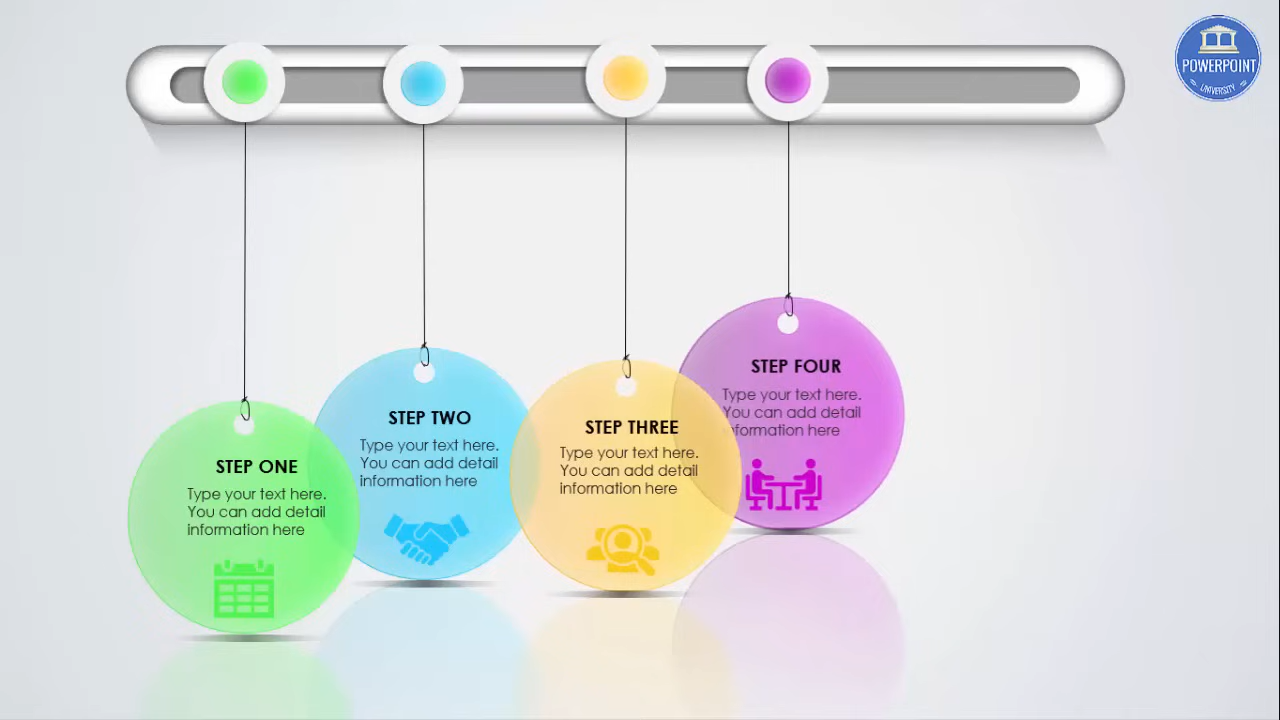 POWERPOINT
UNIVERSITY
STEP ONE
Type your text here.
You can add detail
information here
STEP TWO
Type your text here.
You can add detail
information here
STEP THREE
Type your text here.
You can add detail
information here
STEP FOUR
Type your text here.
You can add detail
information here